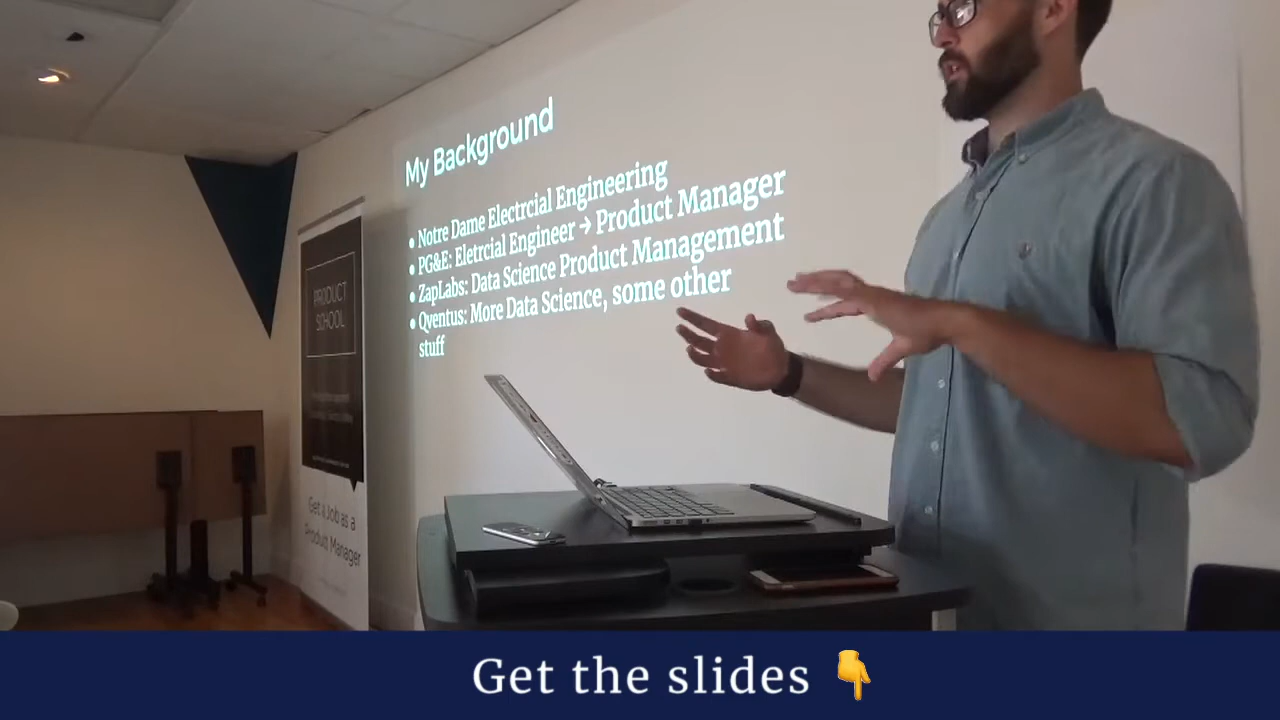 My Background
• Notre Dame Electrcial Engineering
• PG&E: Eletrcial Engineer → Product Manager
• ZapLabs: Data Science Product Management
• Qventus: More Data Science, some other
stuff
PRODUCT
SCHOOL
Get a Job as a
Product Manager
Get the slides 👇